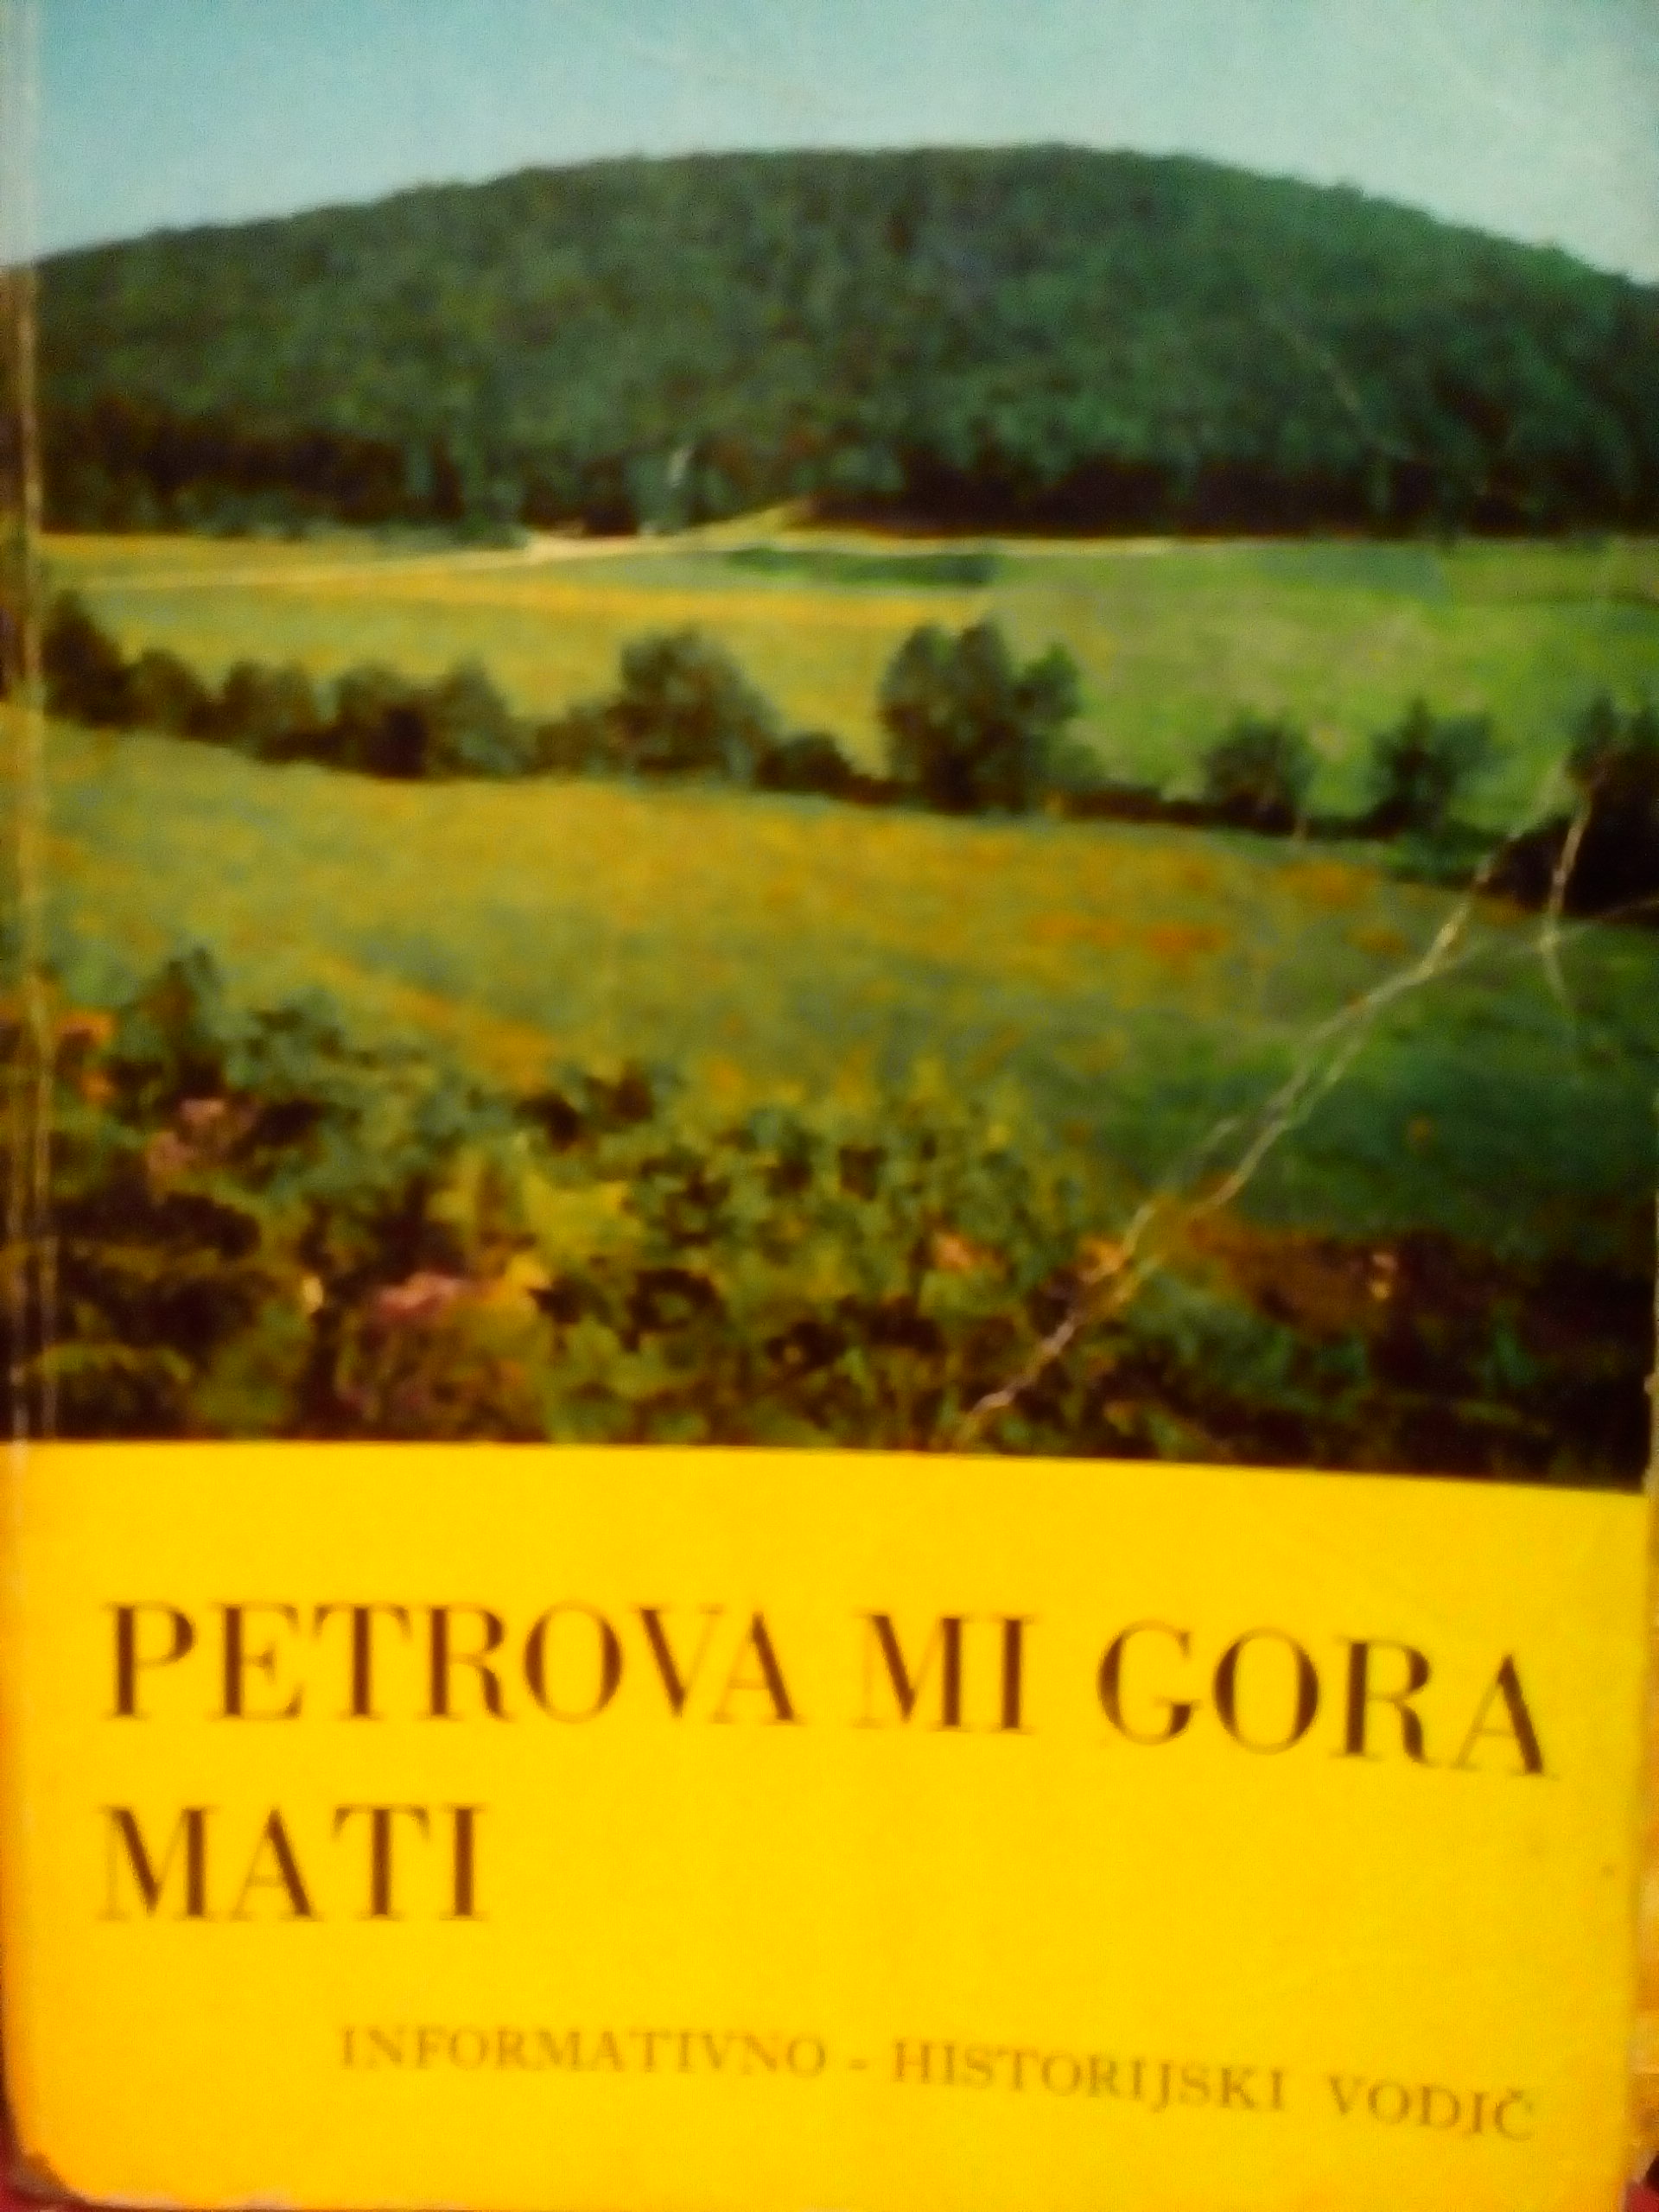 PETROVA MI GORA
MATI
INFORMATIVNO - HISTORIJSKI VODIČ